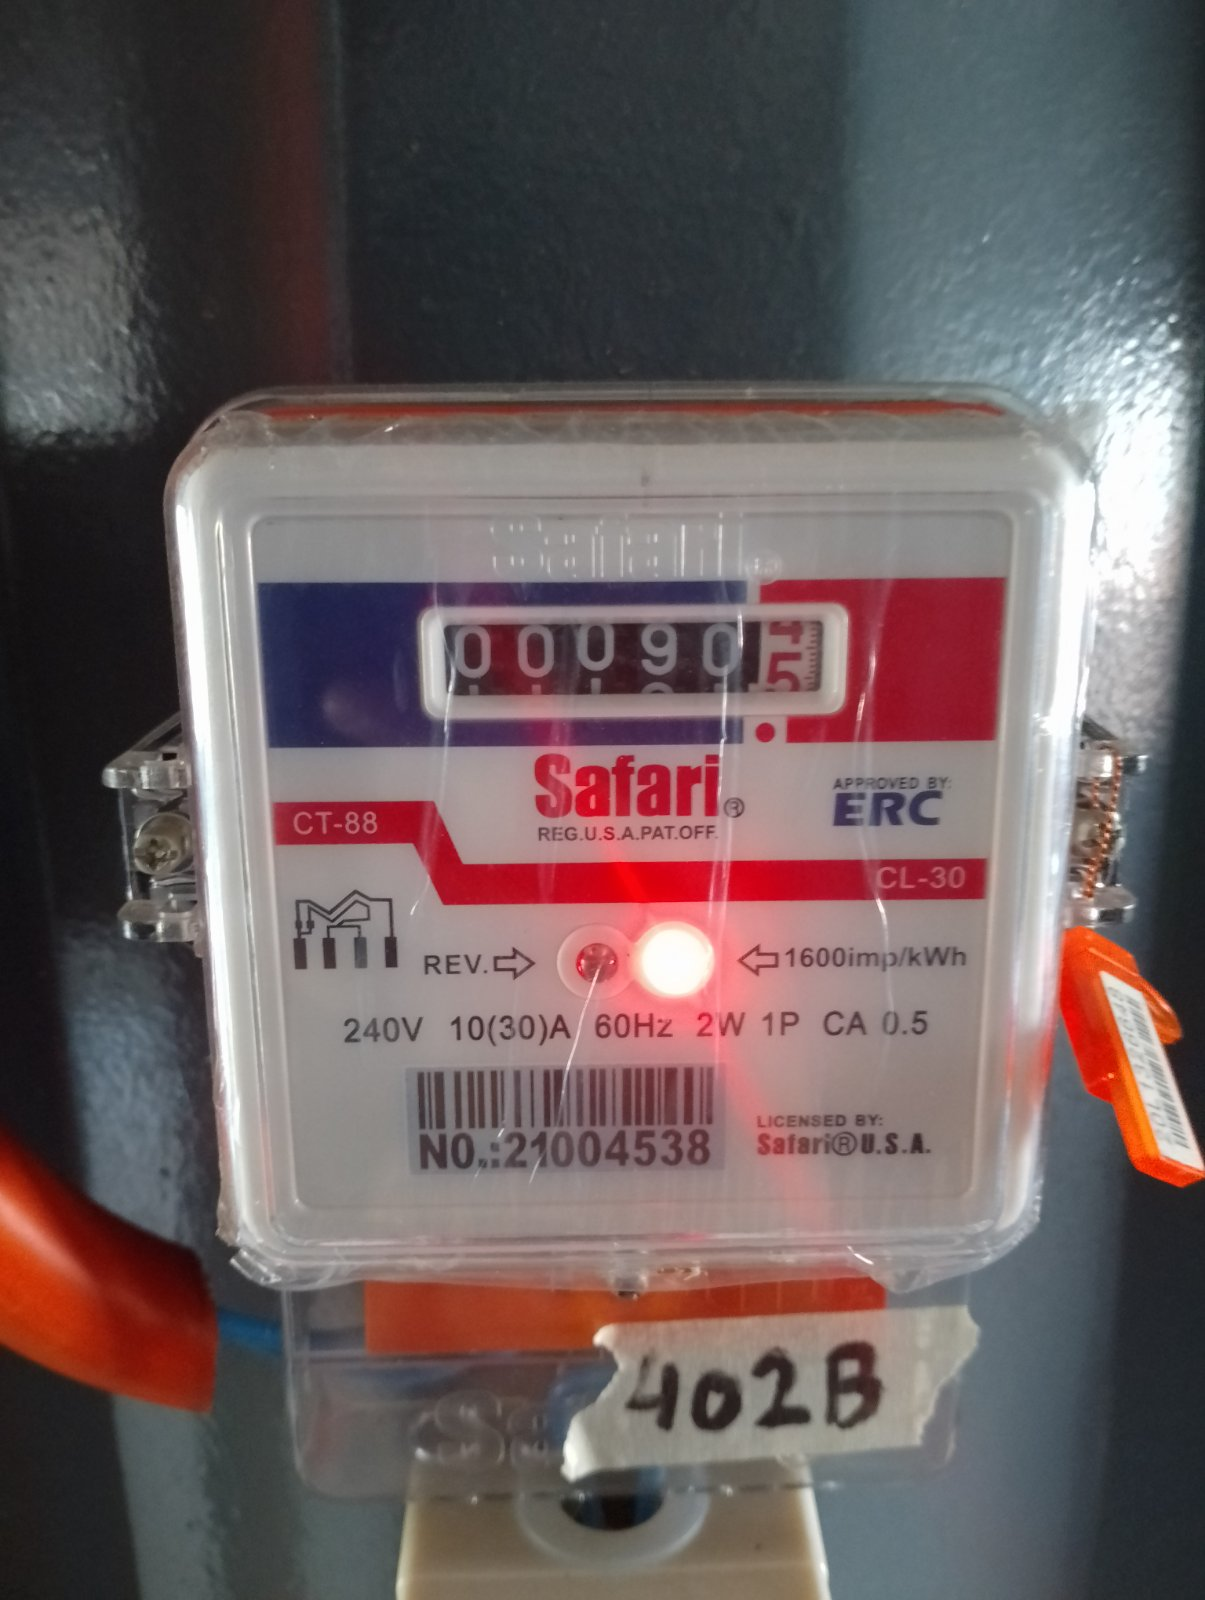 Safari
00090 45
Safari®
REG.U.S.A.PAT.OFF.
APPROVED BY:
ERC
CT-88
CL-30
REV. 1600imp/kWh
240V 10(30)A 60Hz 2W 1P CA 0.5
NO.:21004538
LICENSED BY:
Safari® U.S.A.
402B